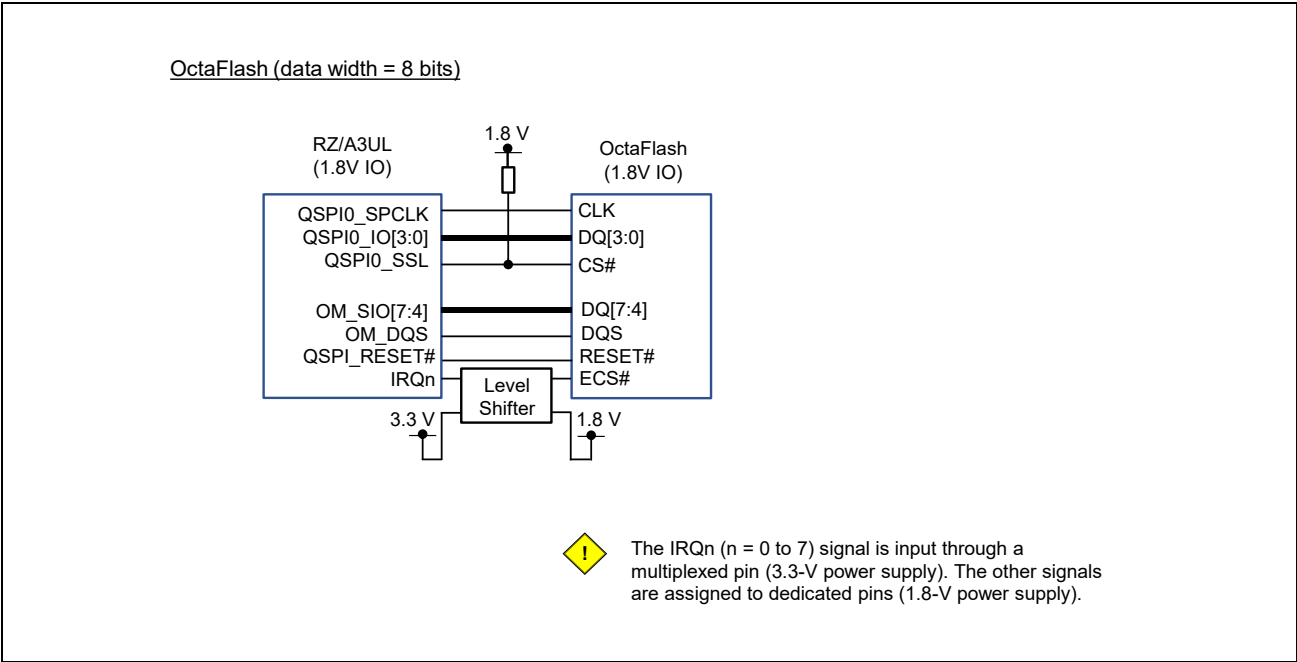 OctaFlash (data width = 8 bits)
1.8 V
RZ/A3UL
(1.8V IO)
OctaFlash
(1.8V IO)
QSPI0_SPCLK
CLK
QSPI0_IO[3:0]
DQ[3:0]
QSPI0_SSL
CS#
OM_SIO[7:4]
DQ[7:4]
OM_DQS
DQS
QSPI_RESET#
RESET#
IRQn
ECS#
Level
Shifter
3.3 V
1.8 V
!
The IRQn (n = 0 to 7) signal is input through a
multiplexed pin (3.3-V power supply). The other signals
are assigned to dedicated pins (1.8-V power supply).